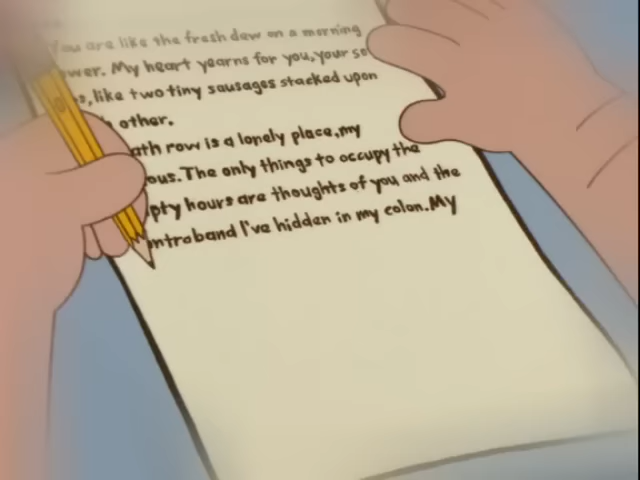 You are like the fresh dew on a morning
wer. My heart yearns for you, your so
s, like two tiny sausages stacked upon
h other.
ath row is a lonely place, my
ous. The only things to occupy the
pty hours are thoughts of you and the
ntraband I've hidden in my colon. My